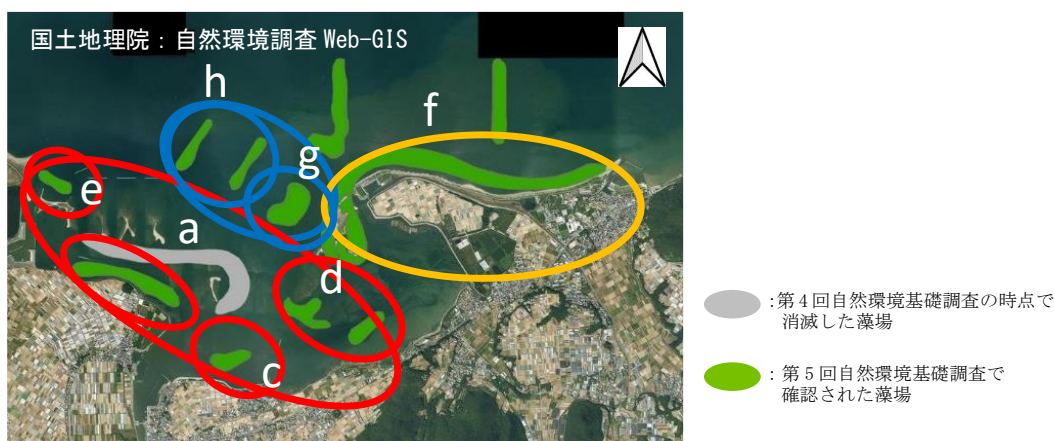 国土地理院：自然環境調査 Web-GIS
h
f
g
e
a
d
c
：第４回自然環境基礎調査の時点で
消滅した藻場
：第５回自然環境基礎調査で
確認された藻場